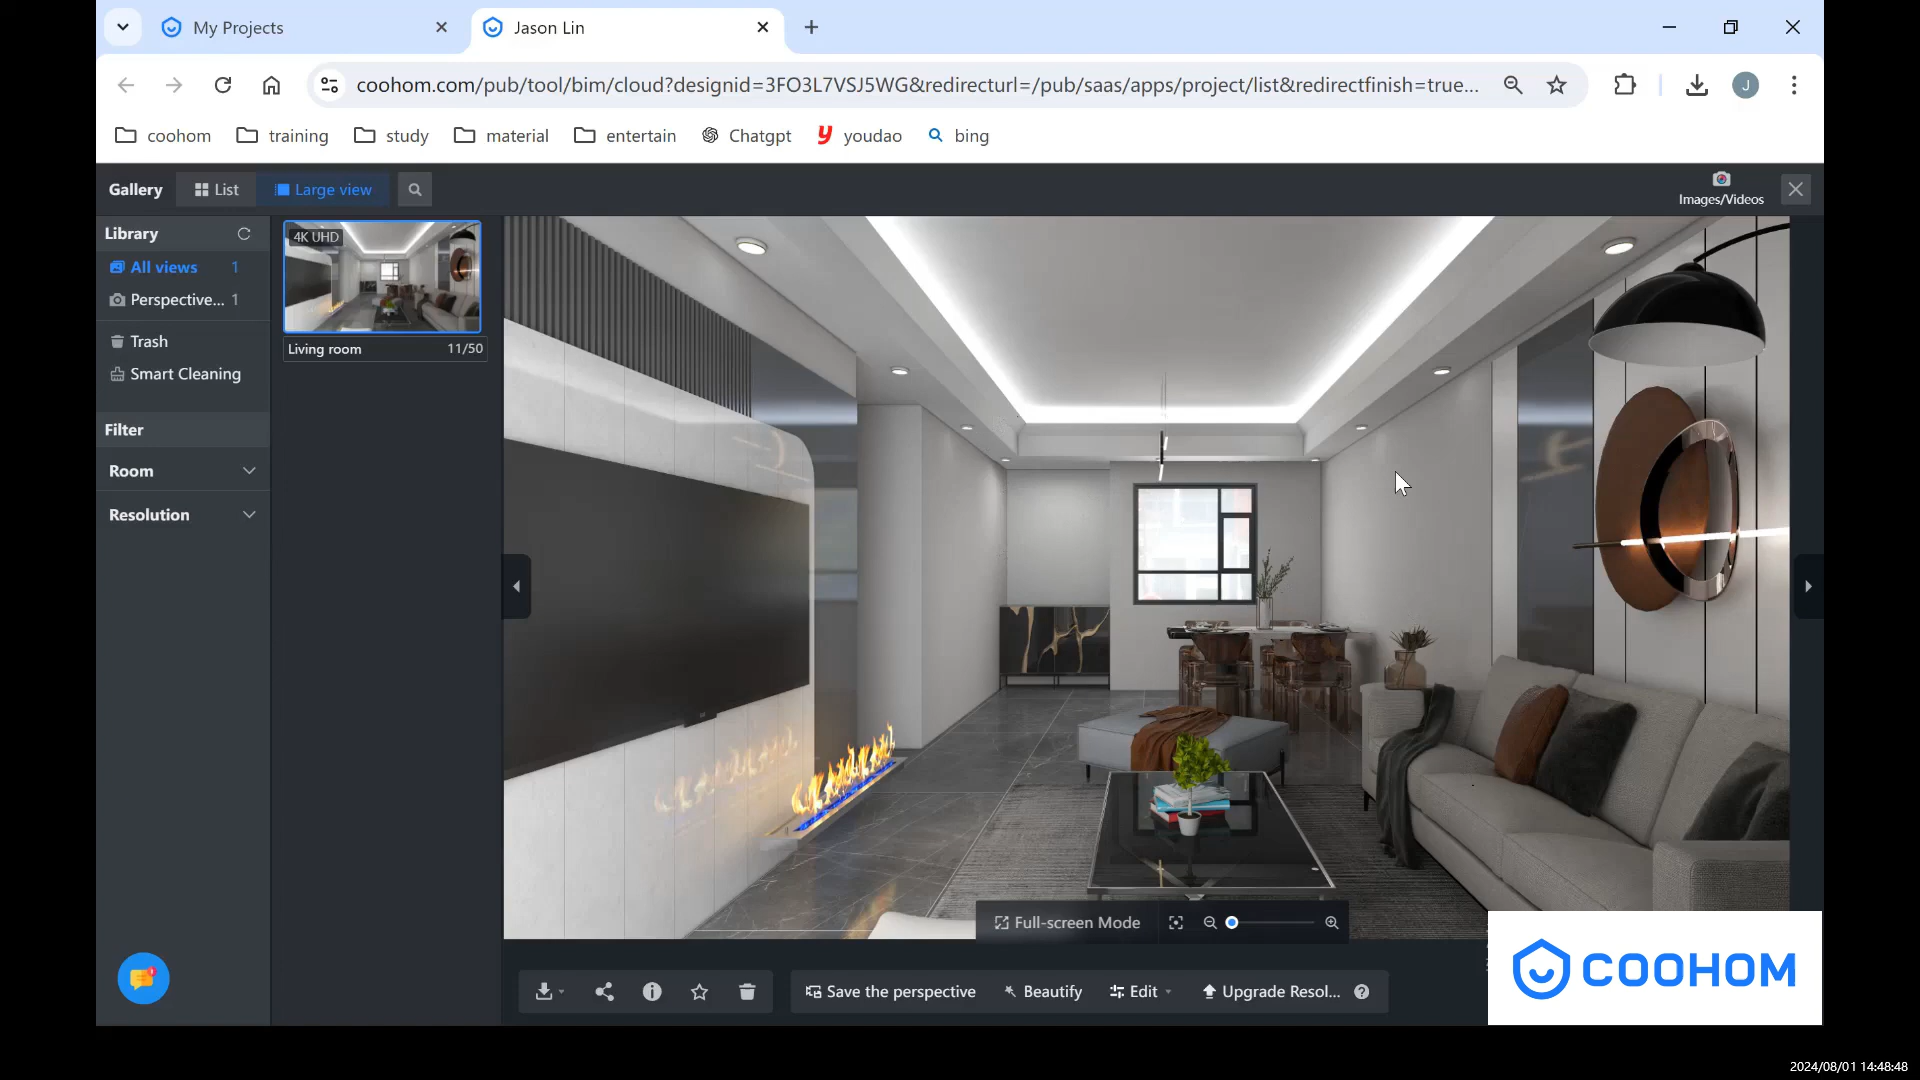 My Projects
Jason Lin
coohom.com/pub/tool/bim/cloud?designid=3FO3L7VSJ5WG&redirecturl=/pub/saas/apps/project/list&redirectfinish=true...
J
coohom
training
study
material
entertain
Chatgpt
y youdao
bing
Gallery
List
Large view
Images/Videos
Library
All views 1
Perspective... 1
Trash
Smart Cleaning
Filter
Room
Resolution
4K UHD
Living room 11/50
Full-screen Mode
Save the perspective
Beautify
Edit
Upgrade Resol...
?
COOHOM
2024/08/01 14:48:48